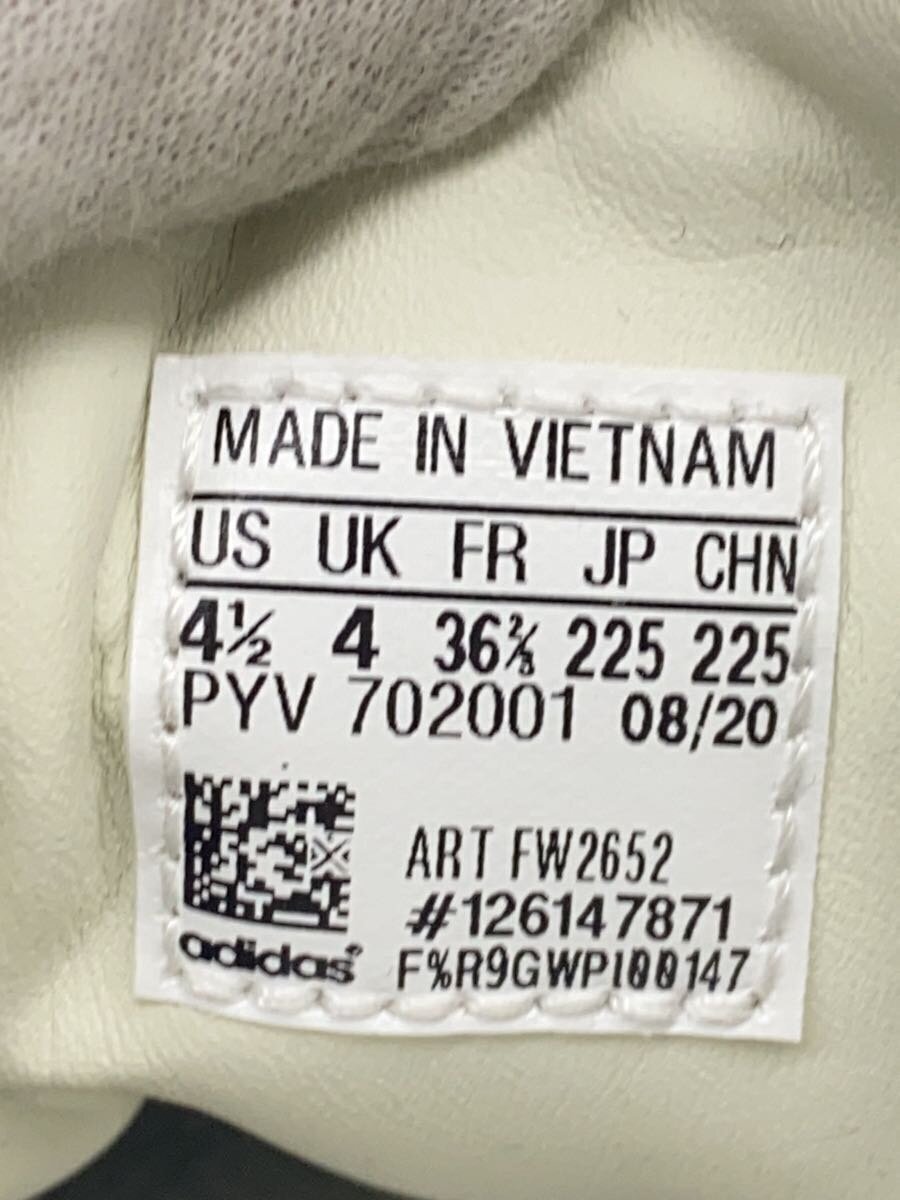 MADE IN VIETNAM
US UK FR JP CHN
4½ 4 36⅔ 225 225
PYV 702001 08/20
ART FW2652
#126147871
adidas® F%R9GWPI00147